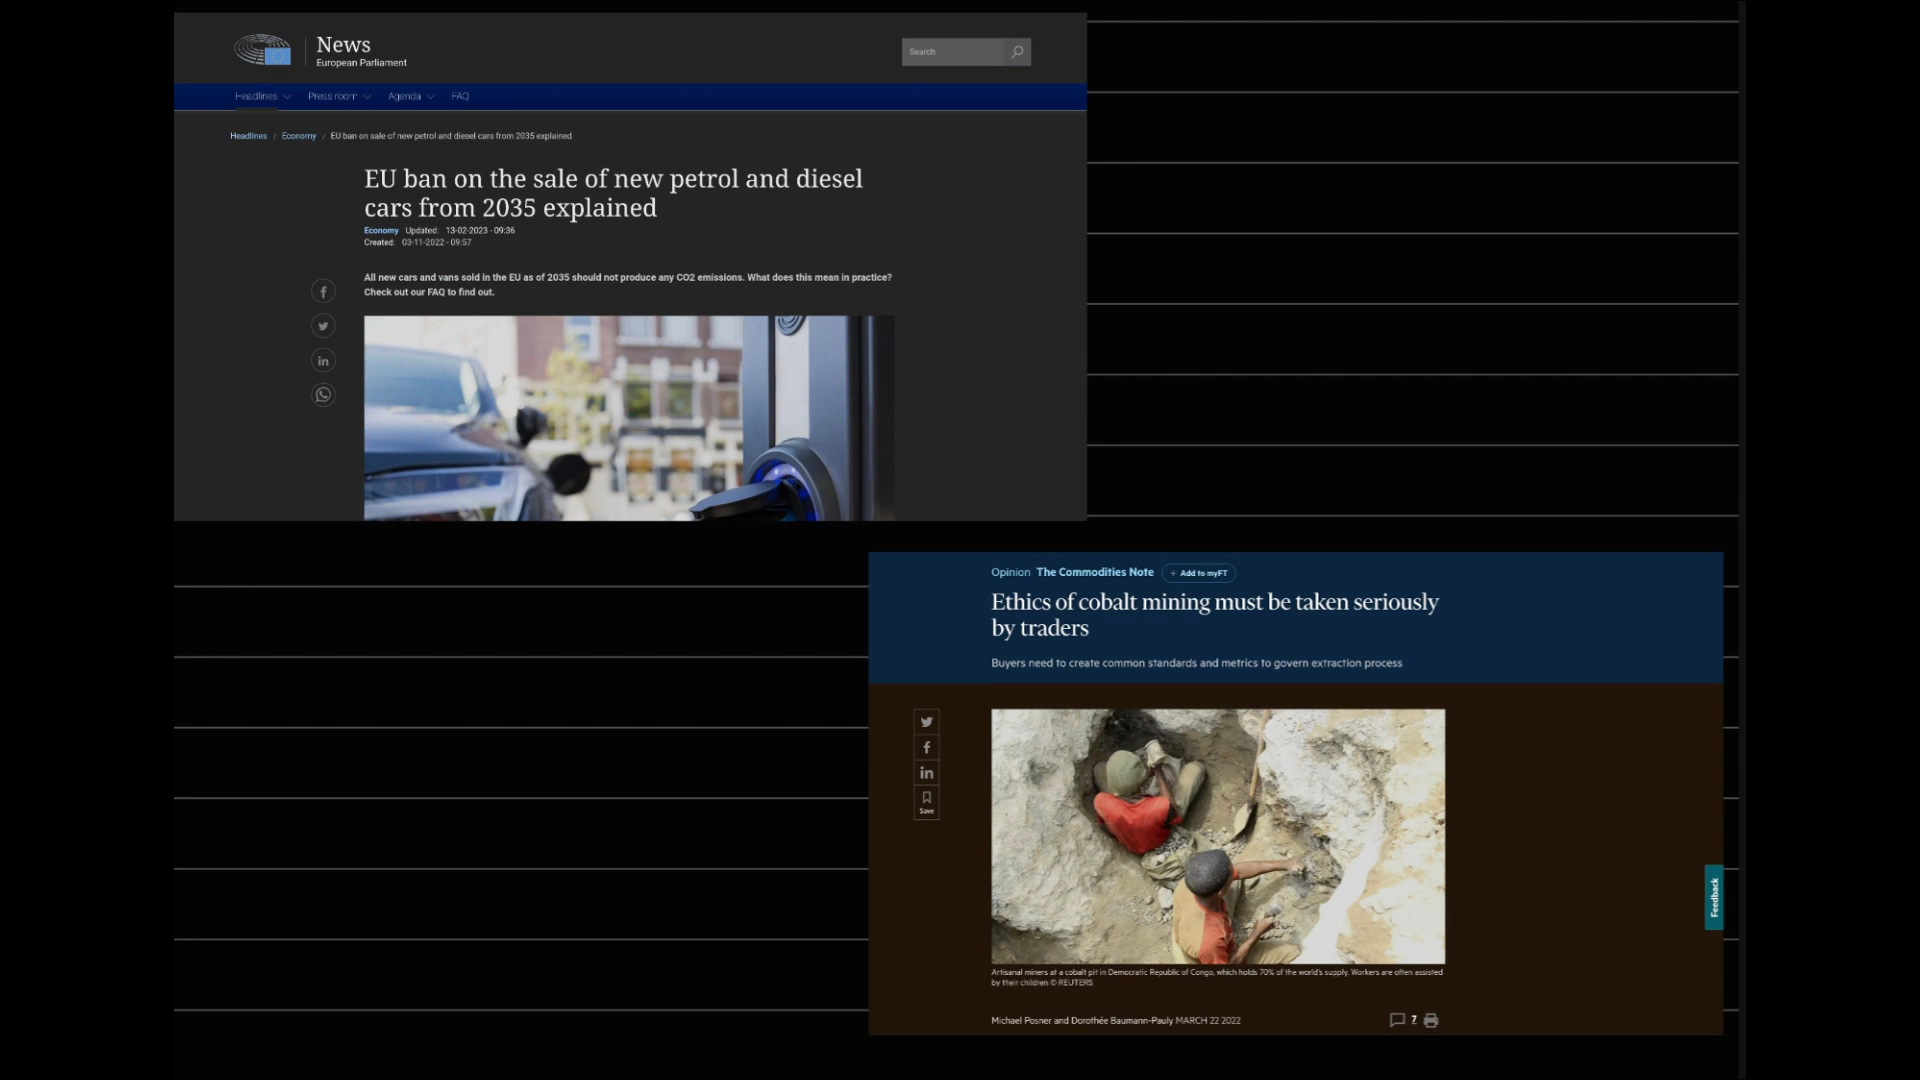 News
European Parliament
Search
Headlines Press room Agenda FAQ
Headlines / Economy / EU ban on sale of new petrol and diesel cars from 2035 explained
EU ban on the sale of new petrol and diesel
cars from 2035 explained
Economy Updated: 13-02-2023 - 09:36
Created: 03-11-2022 - 09:57
All new cars and vans sold in the EU as of 2035 should not produce any CO2 emissions. What does this mean in practice?
Check out our FAQ to find out.
Opinion The Commodities Note + Add to myFT
Ethics of cobalt mining must be taken seriously
by traders
Buyers need to create common standards and metrics to govern extraction process
Save
Feedback
Artisanal miners at a cobalt pit in Democratic Republic of Congo, which holds 70% of the world's supply. Workers are often assisted
by their children © REUTERS
Michael Posner and Dorothée Baumann-Pauly MARCH 22 2022
7